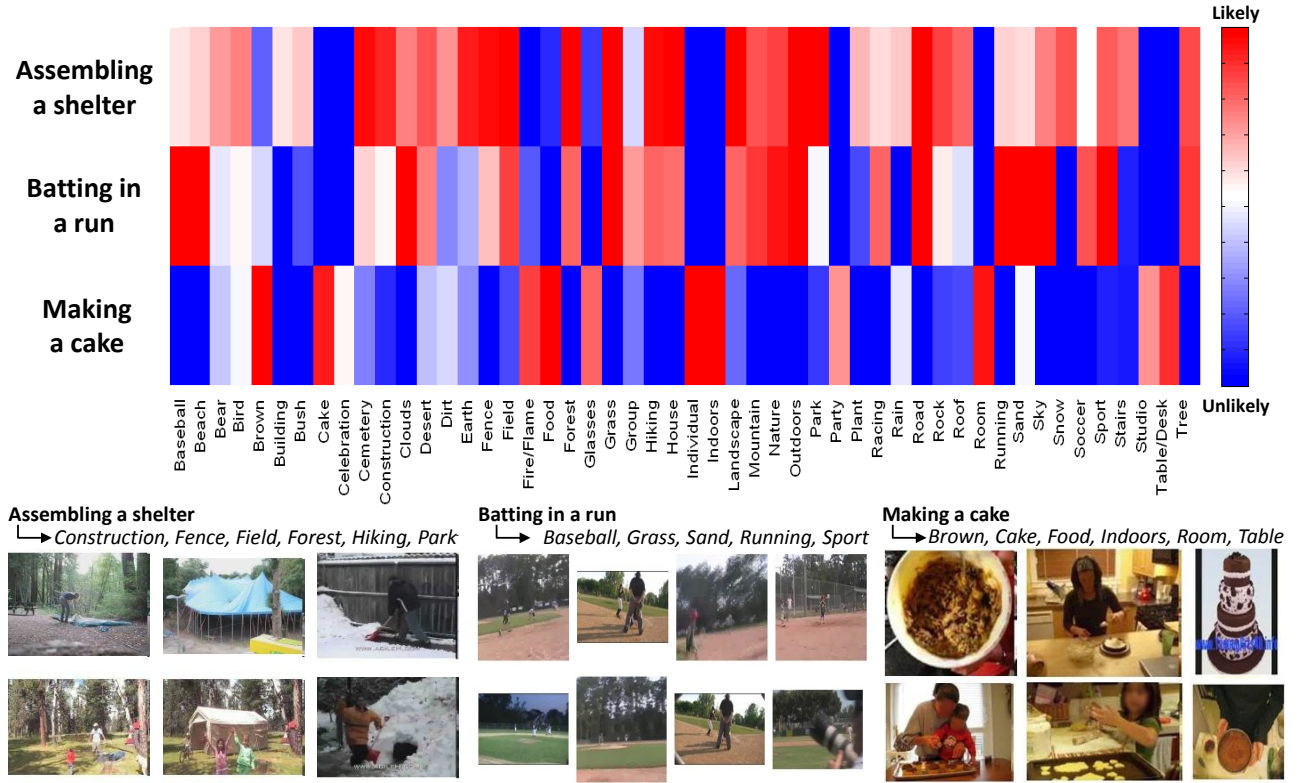 Likely
Assembling
a shelter
Batting in
a run
Making
a cake
Unlikely
Baseball
Beach
Bear
Bird
Brown
Building
Bush
Cake
Celebration
Cemetery
Construction
Clouds
Desert
Dirt
Earth
Fence
Field
Fire/Flame
Food
Forest
Glasses
Group
Hiking
House
Individual
Indoors
Landscape
Mountain
Nature
Outdoors
Park
Party
Plant
Racing
Rain
Road
Rock
Roof
Room
Running
Sand
Sky
Snow
Soccer
Sport
Stairs
Studio
Table/Desk
Tree
Assembling a shelter
Construction, Fence, Field, Forest, Hiking, Park
Batting in a run
Baseball, Grass, Sand, Running, Sport
Making a cake
Brown, Cake, Food, Indoors, Room, Table